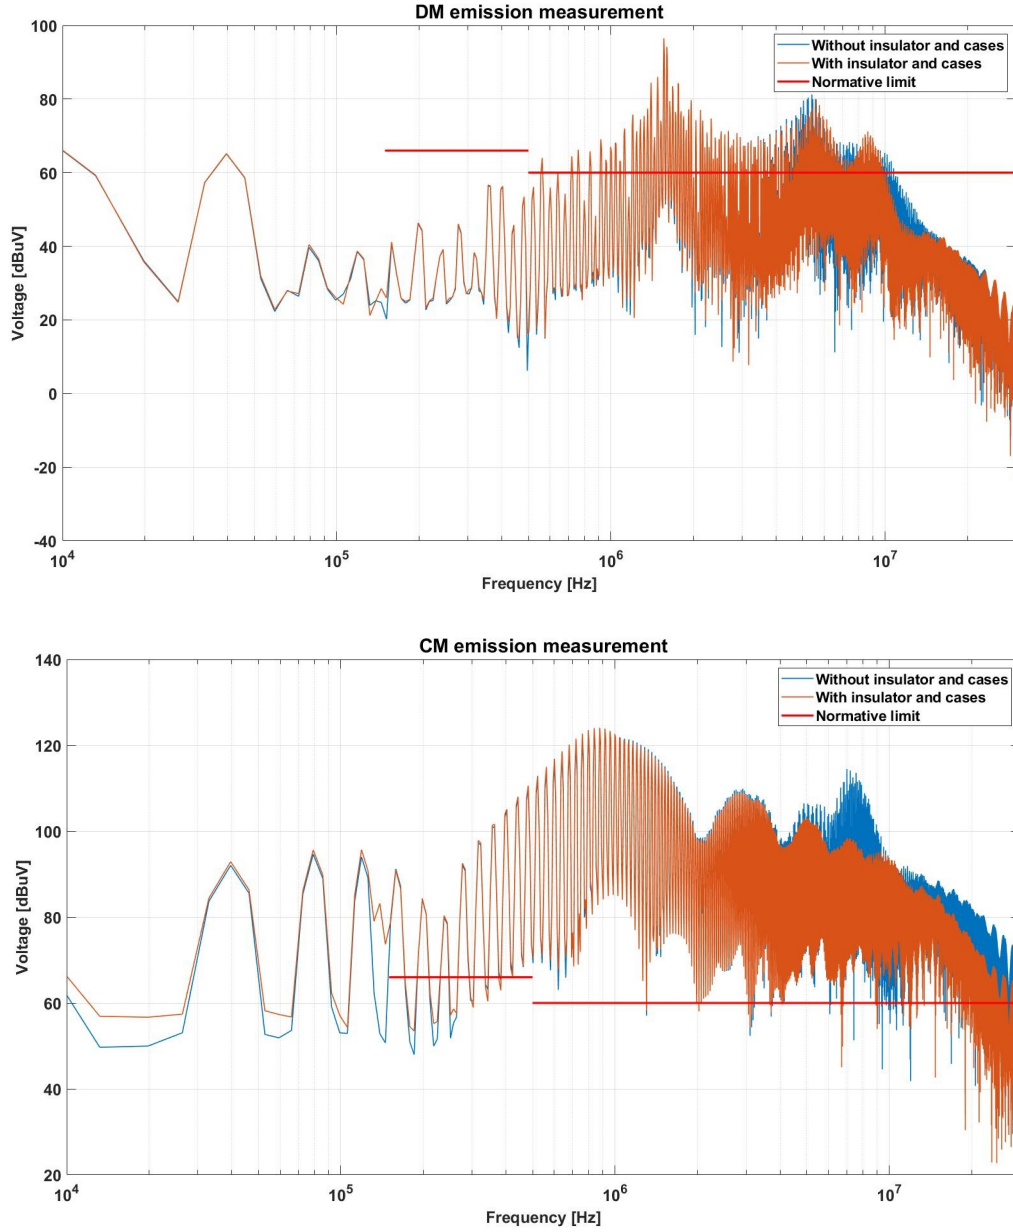 DM emission measurement
100
80
60
40
20
0
-20
-40
Voltage [dBuV]
Without insulator and cases
With insulator and cases
Normative limit
10^4
10^5
10^6
10^7
Frequency [Hz]
CM emission measurement
140
120
100
80
60
40
20
Voltage [dBuV]
Without insulator and cases
With insulator and cases
Normative limit
10^4
10^5
10^6
10^7
Frequency [Hz]